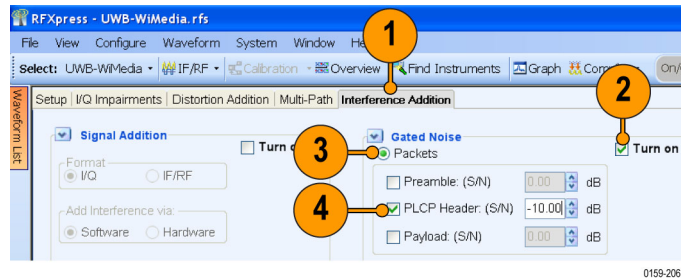 RFXpress - UWB-WiMedia.rfs
File View Configure Waveform System Window
1
Select: UWB-WiMedia IF/RF Calibration Overview Find Instruments Graph
2
Waveform List
Setup I/Q Impairments Distortion Addition Multi-Path Interference Addition
Signal Addition
Turn
Gated Noise
Turn on
3
Packets
Format
I/Q IF/RF
Preamble: (S/N) 0.00 dB
4
PLCP Header: (S/N) -10.00 dB
Add Interference via:
Software Hardware
Payload: (S/N) 0.00 dB
0159-206